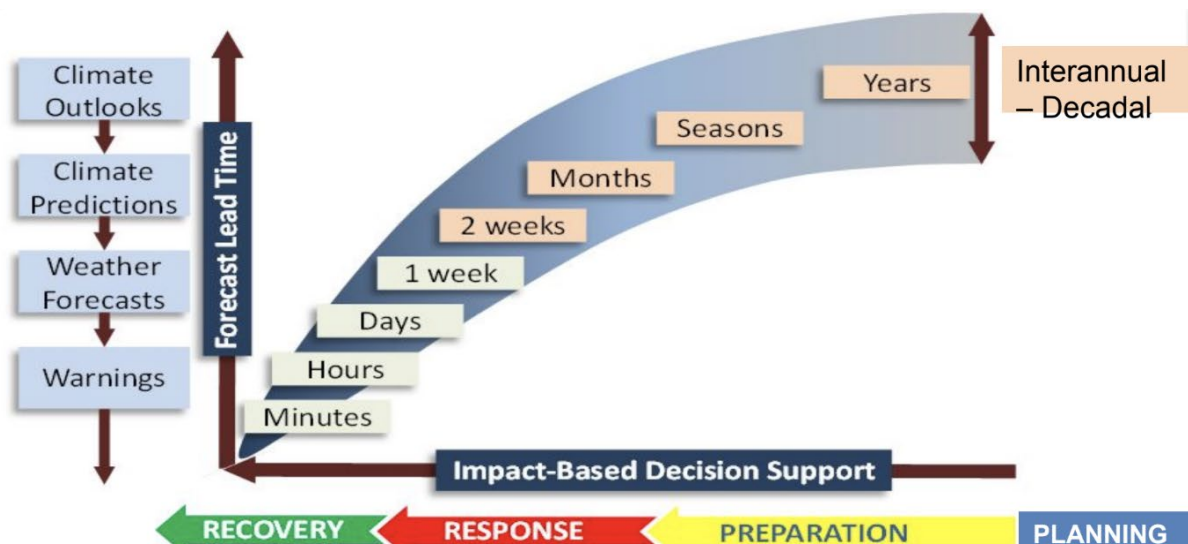 Climate
Outlooks
Climate
Predictions
Weather
Forecasts
Warnings
Forecast Lead Time
Years
Seasons
Months
2 weeks
1 week
Days
Hours
Minutes
Interannual
– Decadal
Impact-Based Decision Support
RECOVERY
RESPONSE
PREPARATION
PLANNING